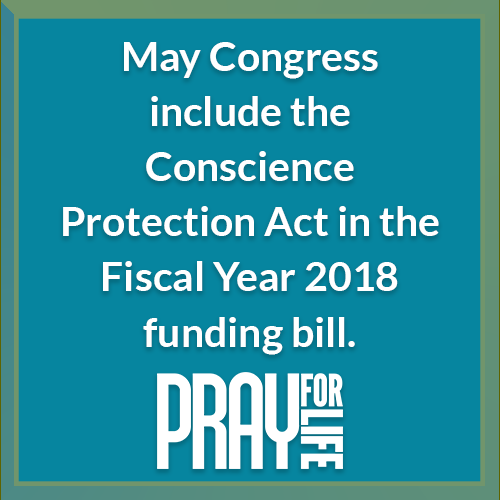 May Congress
include the
Conscience
Protection Act in the
Fiscal Year 2018
funding bill.
PRAY FOR LIFE